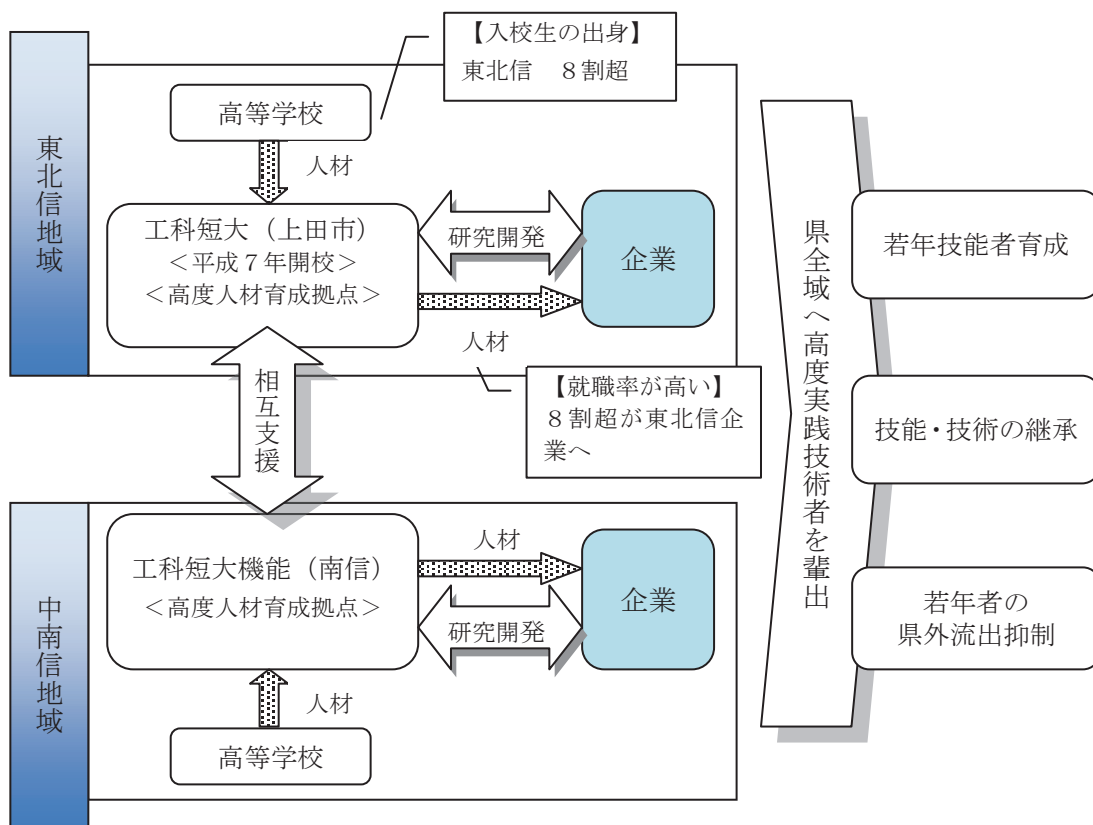 【入校生の出身】
東北信　８割超
東北信地域
高等学校
人材
工科短大（上田市）
＜平成７年開校＞
＜高度人材育成拠点＞
研究開発
企業
人材
【就職率が高い】
８割超が東北信企
業へ
相互支援
中南信地域
工科短大機能（南信）
＜高度人材育成拠点＞
人材
研究開発
企業
人材
高等学校
県全域へ高度実践技術者を輩出
若年技能者育成
技能・技術の継承
若年者の
県外流出抑制